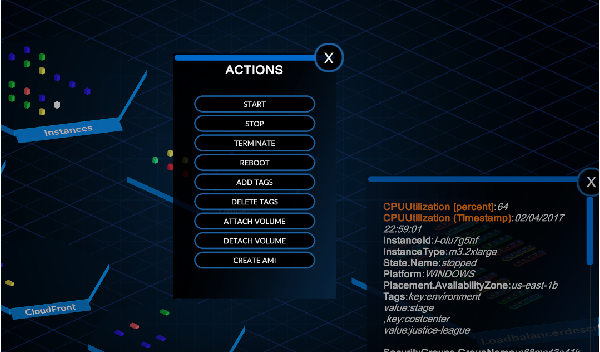 X
ACTIONS
START
STOP
TERMINATE
REBOOT
ADD TAGS
DELETE TAGS
ATTACH VOLUME
DETACH VOLUME
CREATE AMI
Instances
CloudFront
X
CPUUtilization (percent):64
CPUUtilization (Timestamp):02/04/2017
22:59:01
InstanceId:i-olu7g5nf
InstanceType:m3.2xlarge
State.Name:stopped
Platform:WINDOWS
Placement.AvailabilityZone:us-east-1b
Tags:key:environment
value:stage
,key:costcenter
value:justice-league